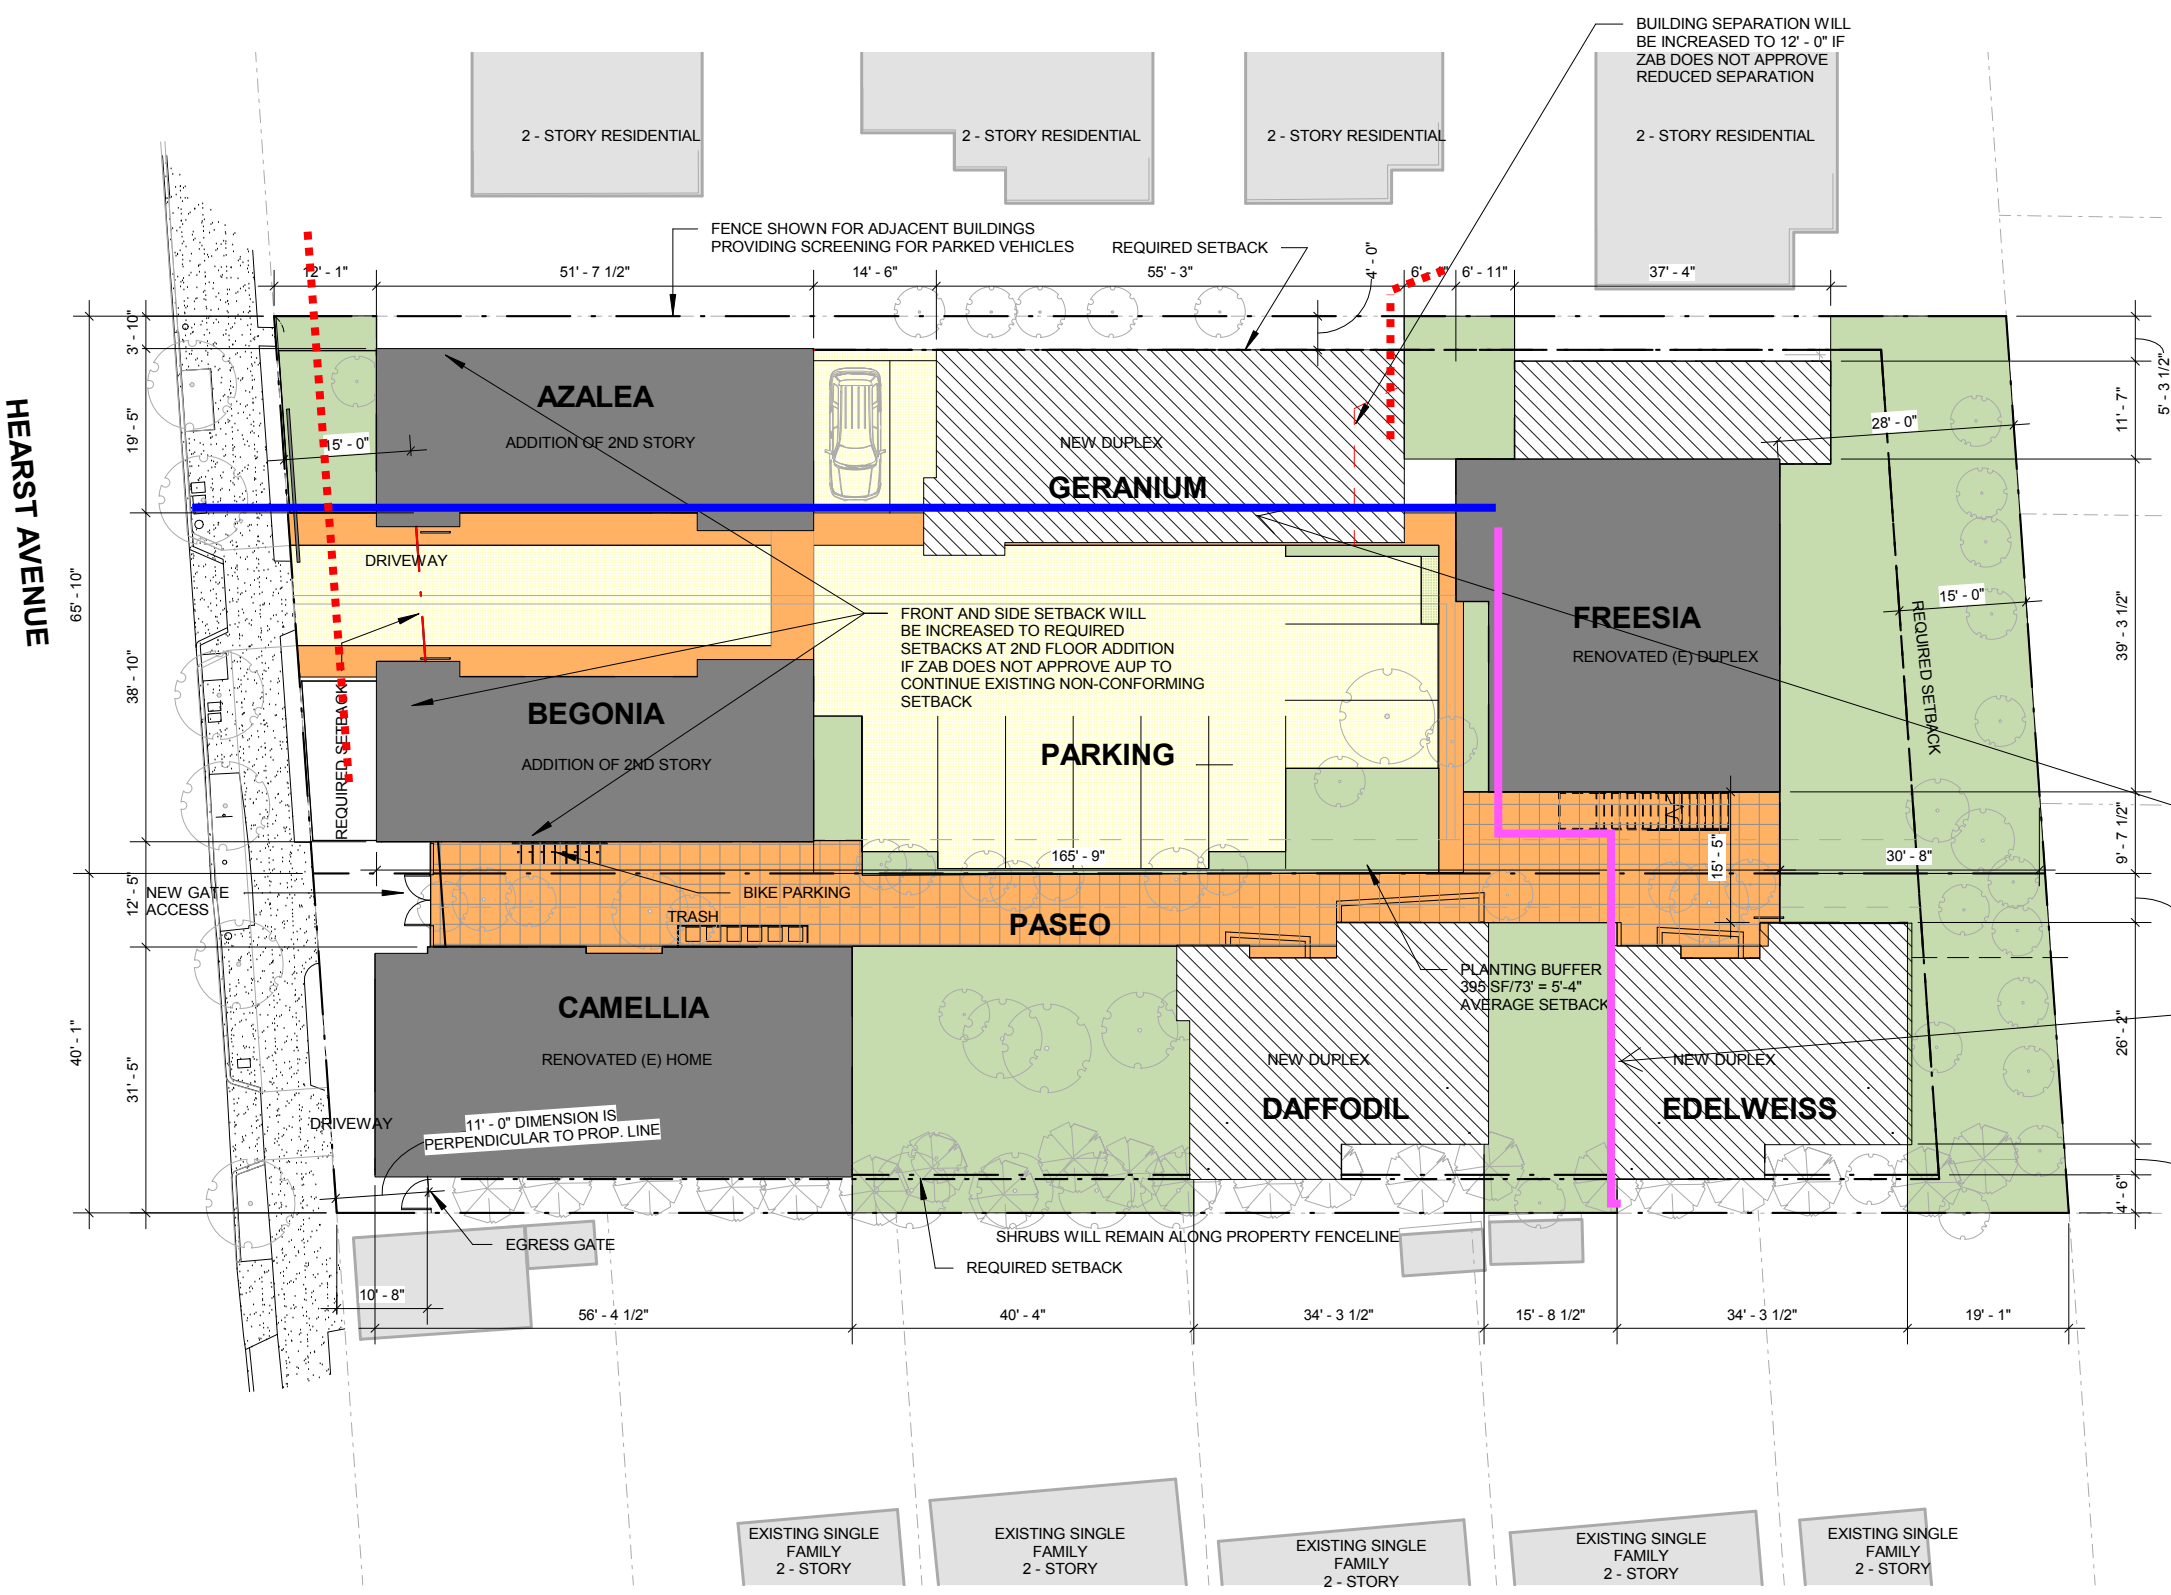 BUILDING SEPARATION WILL
BE INCREASED TO 12' - 0" IF
ZAB DOES NOT APPROVE
REDUCED SEPARATION
2 - STORY RESIDENTIAL
2 - STORY RESIDENTIAL
2 - STORY RESIDENTIAL
2 - STORY RESIDENTIAL
FENCE SHOWN FOR ADJACENT BUILDINGS
PROVIDING SCREENING FOR PARKED VEHICLES
REQUIRED SETBACK
4' - 0"
12' - 1"
51' - 7 1/2"
14' - 6"
55' - 3"
6' - 11"
37' - 4"
3' - 10"
19' - 5"
65' - 10"
38' - 10"
12' - 5"
40' - 1"
31' - 5"
HEARST AVENUE
AZALEA
ADDITION OF 2ND STORY
15' - 0"
NEW DUPLEX
GERANIUM
28' - 0"
11' - 7"
5' - 3 1/2"
DRIVEWAY
FRONT AND SIDE SETBACK WILL
BE INCREASED TO REQUIRED
SETBACKS AT 2ND FLOOR ADDITION
IF ZAB DOES NOT APPROVE AUP TO
CONTINUE EXISTING NON-CONFORMING
SETBACK
FREESIA
RENOVATED (E) DUPLEX
15' - 0"
REQUIRED SETBACK
39' - 3 1/2"
REQUIRED SETBACK
BEGONIA
ADDITION OF 2ND STORY
PARKING
165' - 9"
15' - 5"
30' - 8"
9' - 7 1/2"
NEW GATE
ACCESS
BIKE PARKING
TRASH
PASEO
PLANTING BUFFER
395 SF/73' = 5'-4"
AVERAGE SETBACK
CAMELLIA
RENOVATED (E) HOME
NEW DUPLEX
DAFFODIL
NEW DUPLEX
EDELWEISS
26' - 2"
4' - 6"
DRIVEWAY
11' - 0" DIMENSION IS
PERPENDICULAR TO PROP. LINE
EGRESS GATE
SHRUBS WILL REMAIN ALONG PROPERTY FENCELINE
REQUIRED SETBACK
10' - 8"
56' - 4 1/2"
40' - 4"
34' - 3 1/2"
15' - 8 1/2"
34' - 3 1/2"
19' - 1"
EXISTING SINGLE
FAMILY
2 - STORY
EXISTING SINGLE
FAMILY
2 - STORY
EXISTING SINGLE
FAMILY
2 - STORY
EXISTING SINGLE
FAMILY
2 - STORY
EXISTING SINGLE
FAMILY
2 - STORY